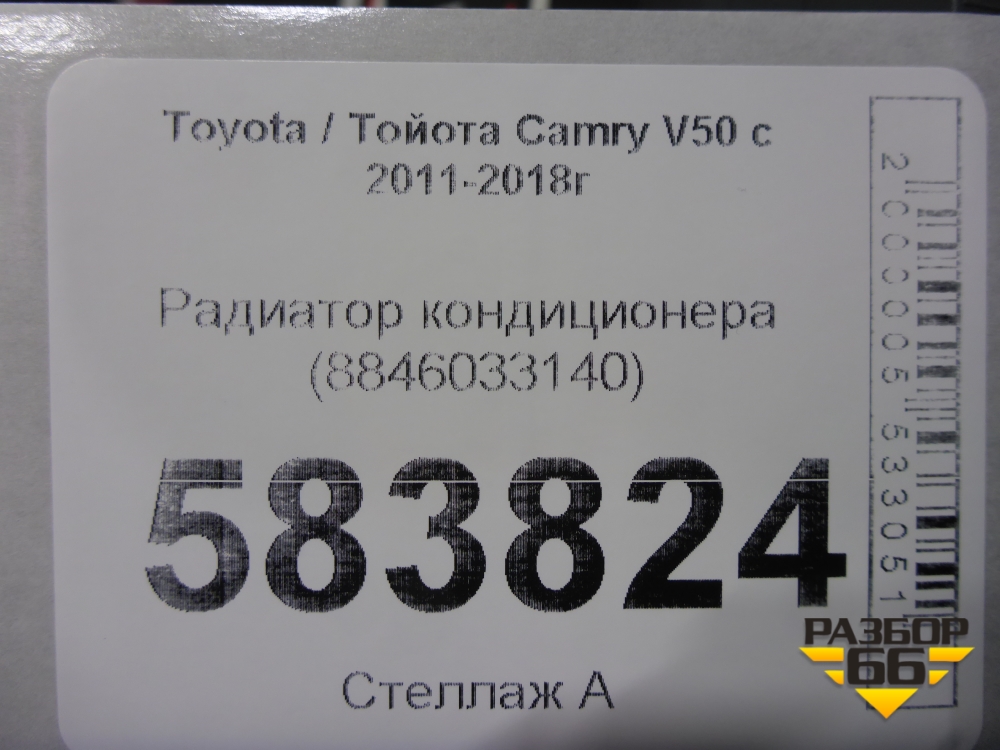 Toyota / Тойота Camry V50 с
2011-2018г
Радиатор кондиционера
(8846033140)
583824
Стеллаж А
2000005533051
РАЗБОР
66